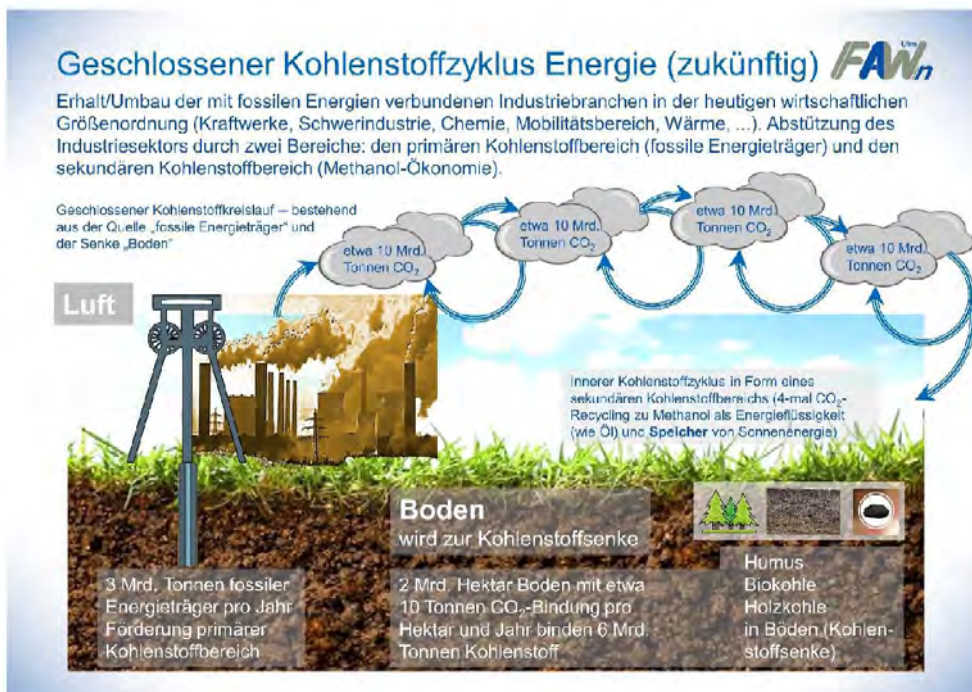 Geschlossener Kohlenstoffzyklus Energie (zukünftig)
Ulm
FAWn
Erhalt/Umbau der mit fossilen Energien verbundenen Industriebranchen in der heutigen wirtschaftlichen
Größenordnung (Kraftwerke, Schwerindustrie, Chemie, Mobilitätsbereich, Wärme, ...). Abstützung des
Industriesektors durch zwei Bereiche: den primären Kohlenstoffbereich (fossile Energieträger) und den
sekundären Kohlenstoffbereich (Methanol-Ökonomie).
Geschlossener Kohlenstoffkreislauf – bestehend
aus der Quelle „fossile Energieträger" und
der Senke „Boden"
etwa 10 Mrd.
Tonnen CO₂
etwa 10 Mrd.
Tonnen CO₂
etwa 10 Mrd.
Tonnen CO₂
etwa 10 Mrd.
Tonnen CO₂
Luft
Innerer Kohlenstoffzyklus in Form eines
sekundären Kohlenstoffbereichs (4-mal CO₂-
Recycling zu Methanol als Energieflüssigkeit
(wie Öl) und Speicher von Sonnenenergie)
Boden
wird zur Kohlenstoffsenke
3 Mrd. Tonnen fossiler
Energieträger pro Jahr
Förderung primärer
Kohlenstoffbereich
2 Mrd. Hektar Boden mit etwa
10 Tonnen CO₂-Bindung pro
Hektar und Jahr binden 6 Mrd.
Tonnen Kohlenstoff
Humus
Biokohle
Holzkohle
in Böden (Kohlen-
stoffsenke)